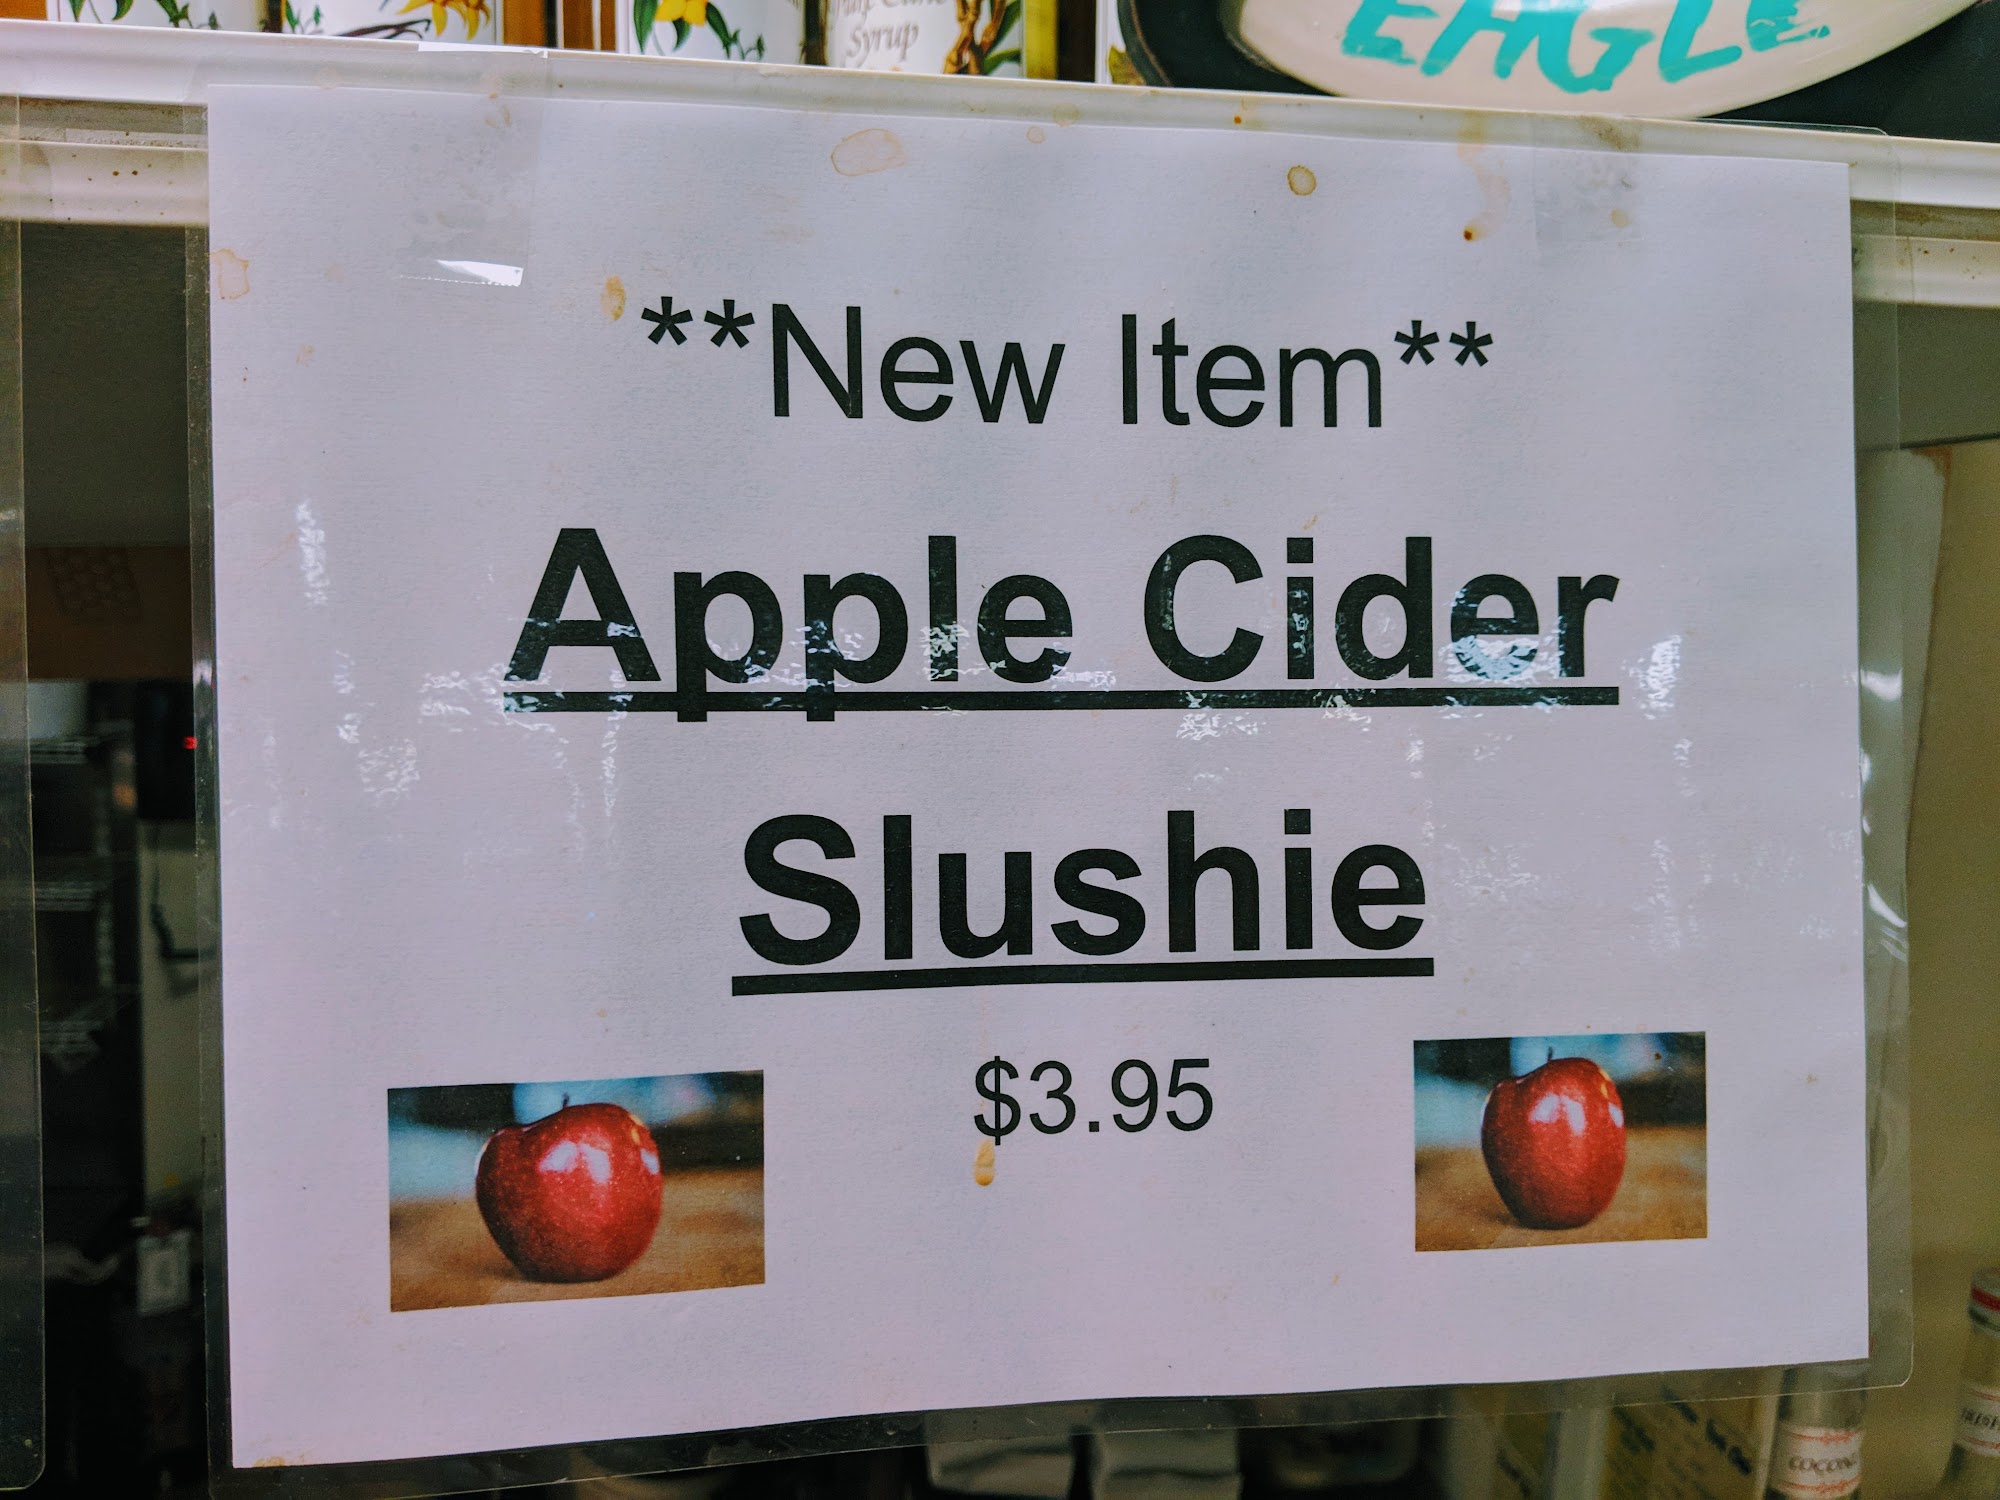 Syrup
EAGLE
**New Item**
Apple Cider
Slushie
$3.95